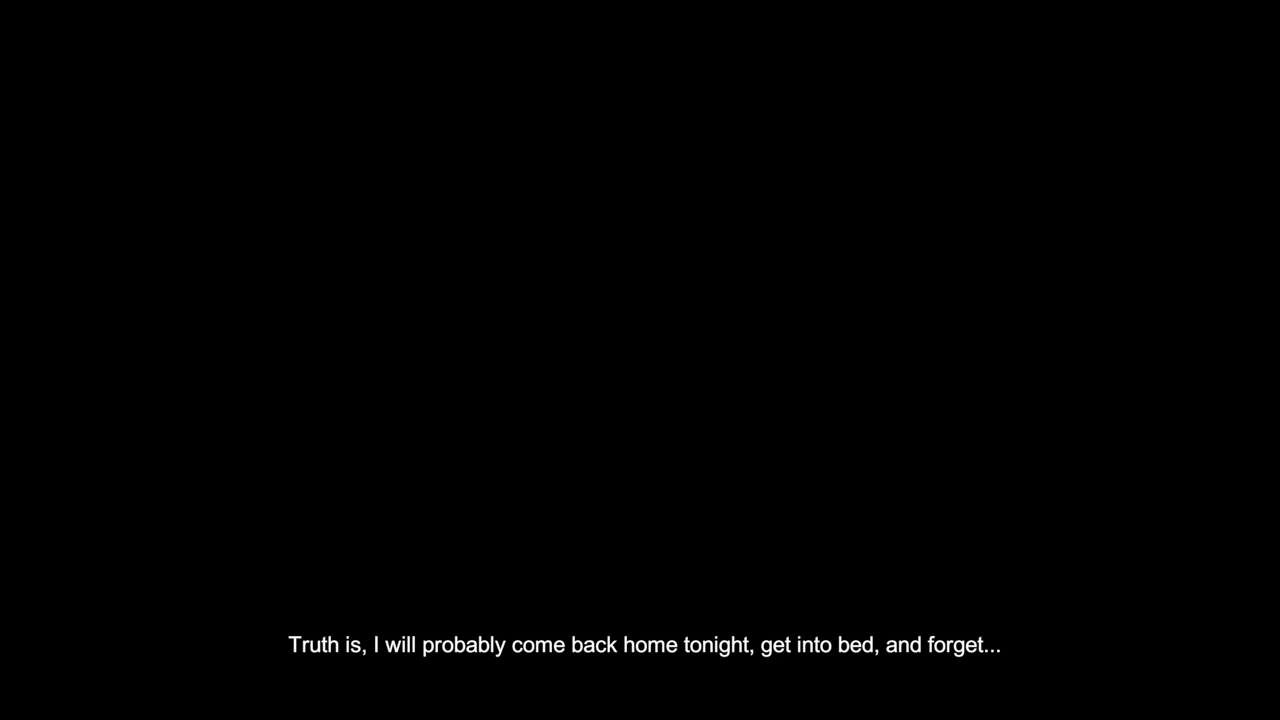 Truth is, I will probably come back home tonight, get into bed, and forget...